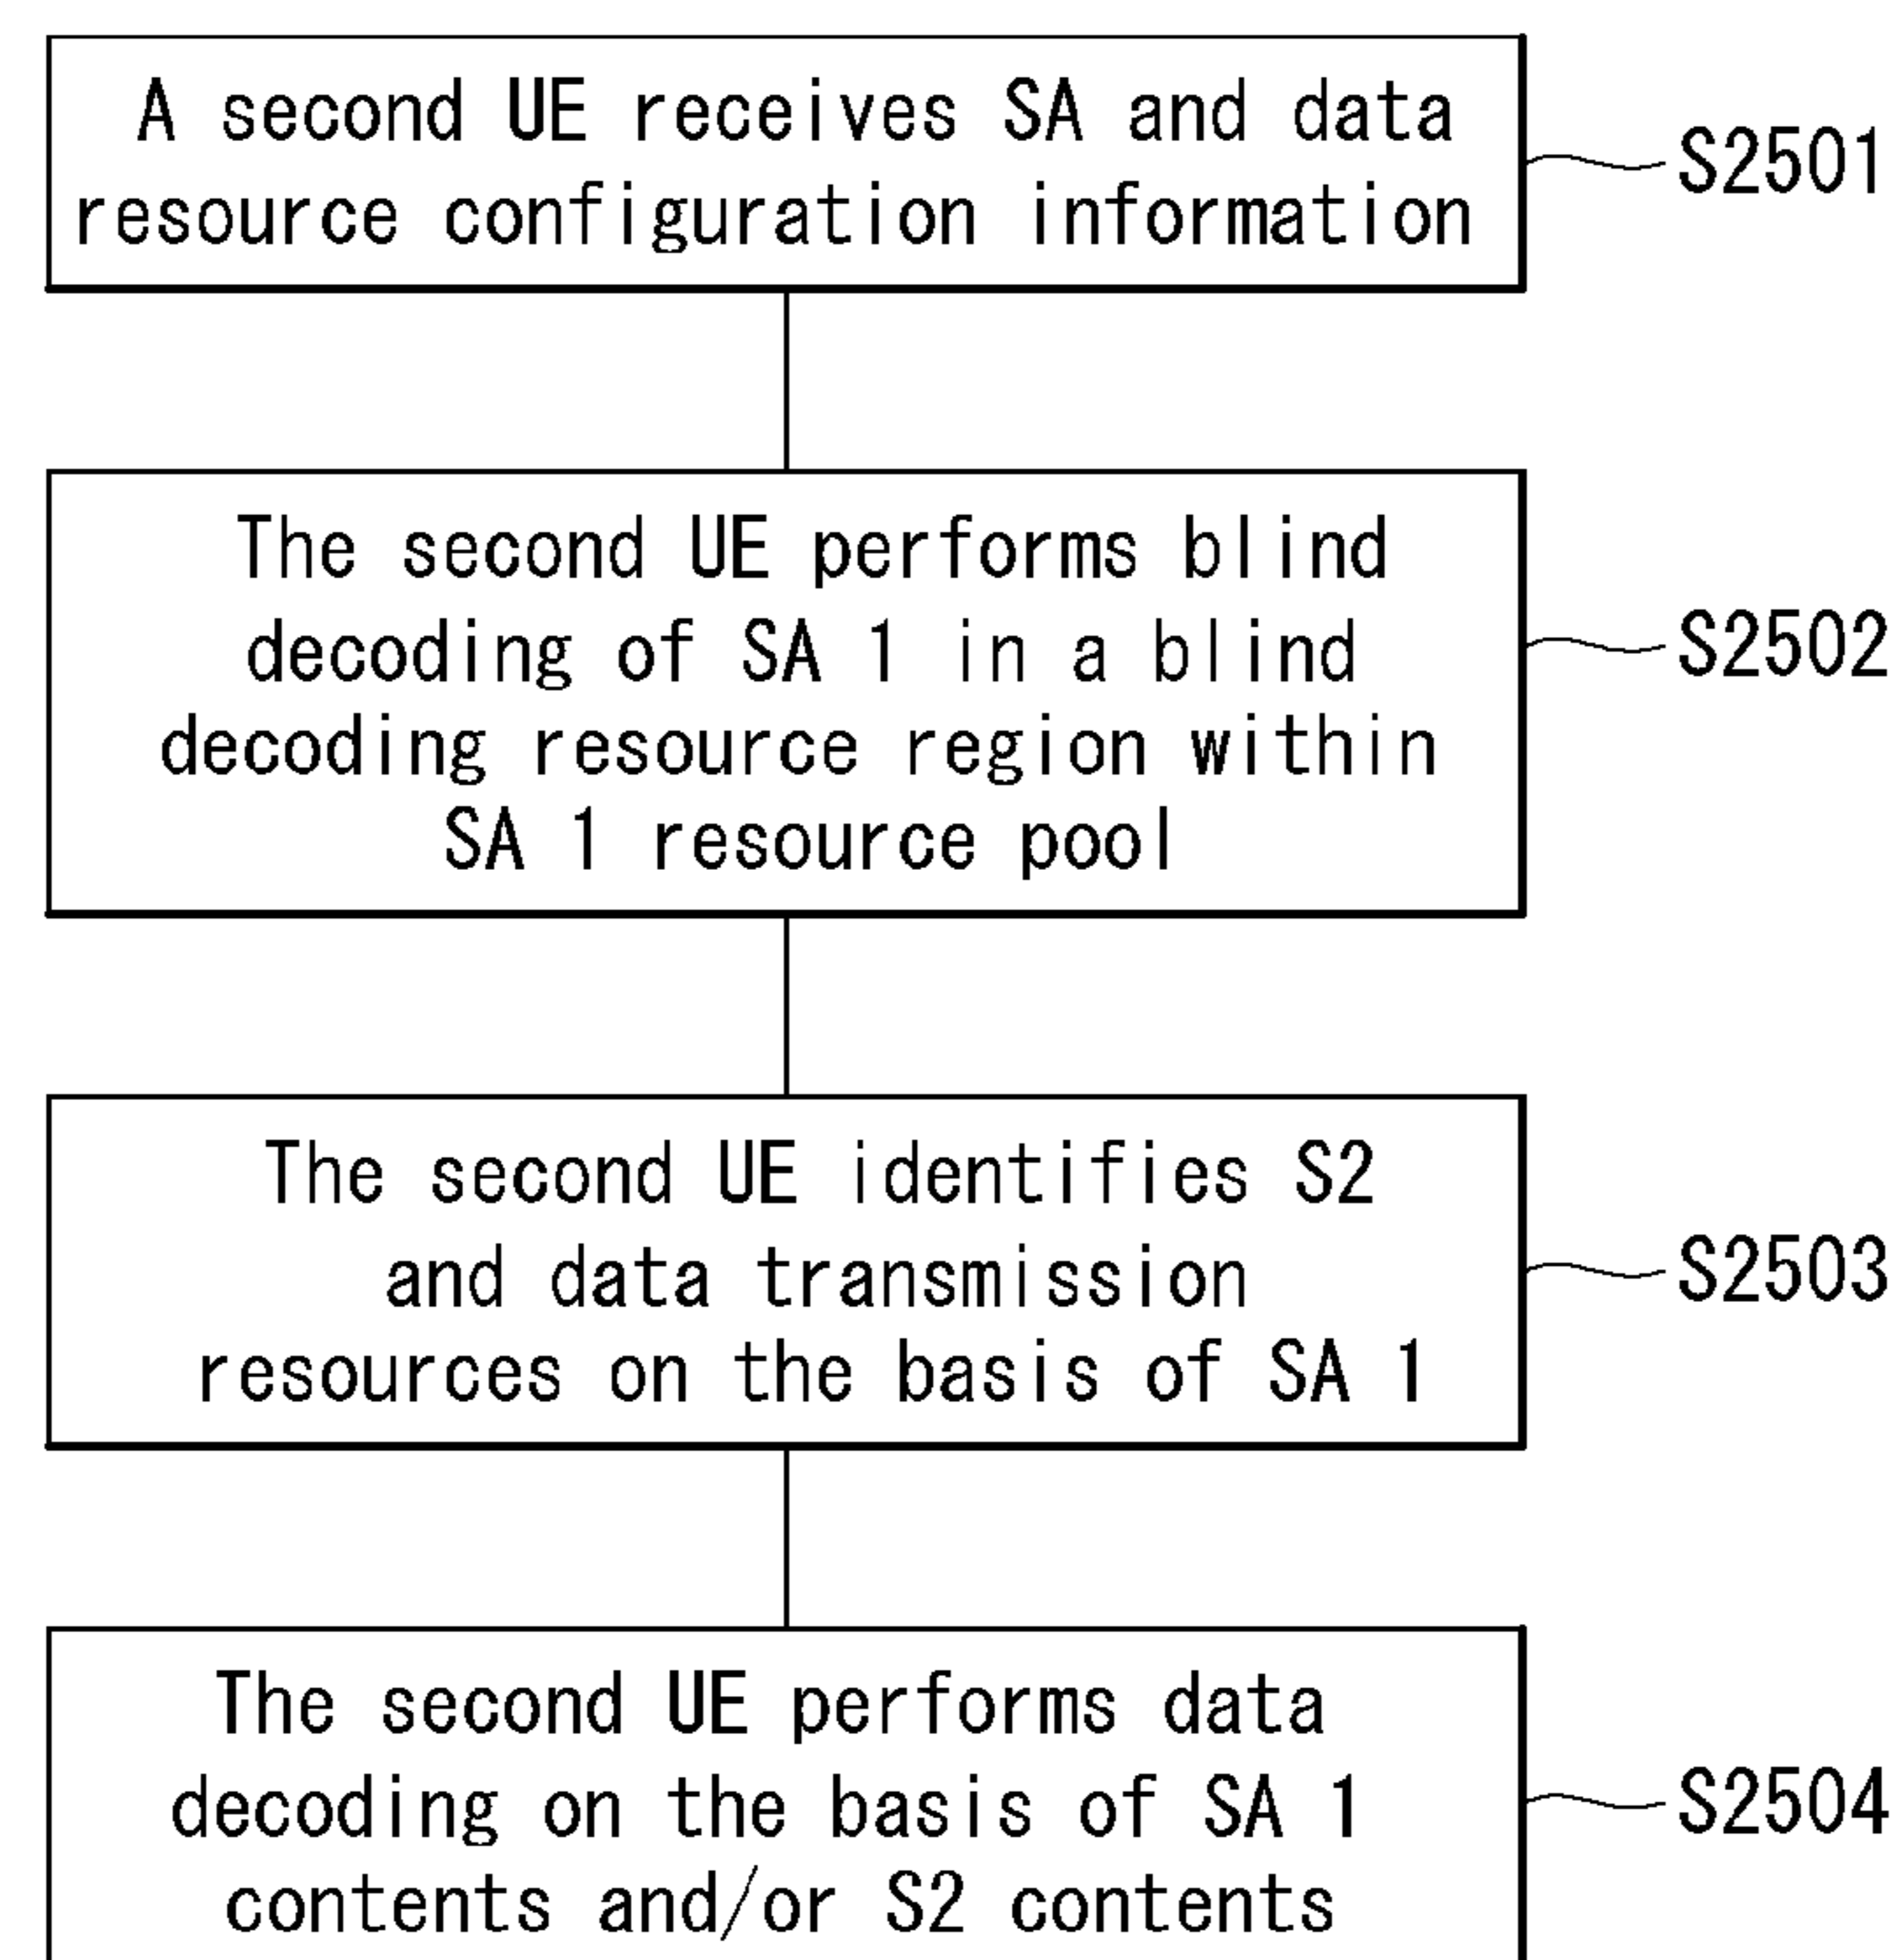 A second UE receives SA and data
resource configuration information
S2501
The second UE performs blind
decoding of SA 1 in a blind
decoding resource region within
SA 1 resource pool
S2502
The second UE identifies S2
and data transmission
resources on the basis of SA 1
S2503
The second UE performs data
decoding on the basis of SA 1
contents and/or S2 contents
S2504